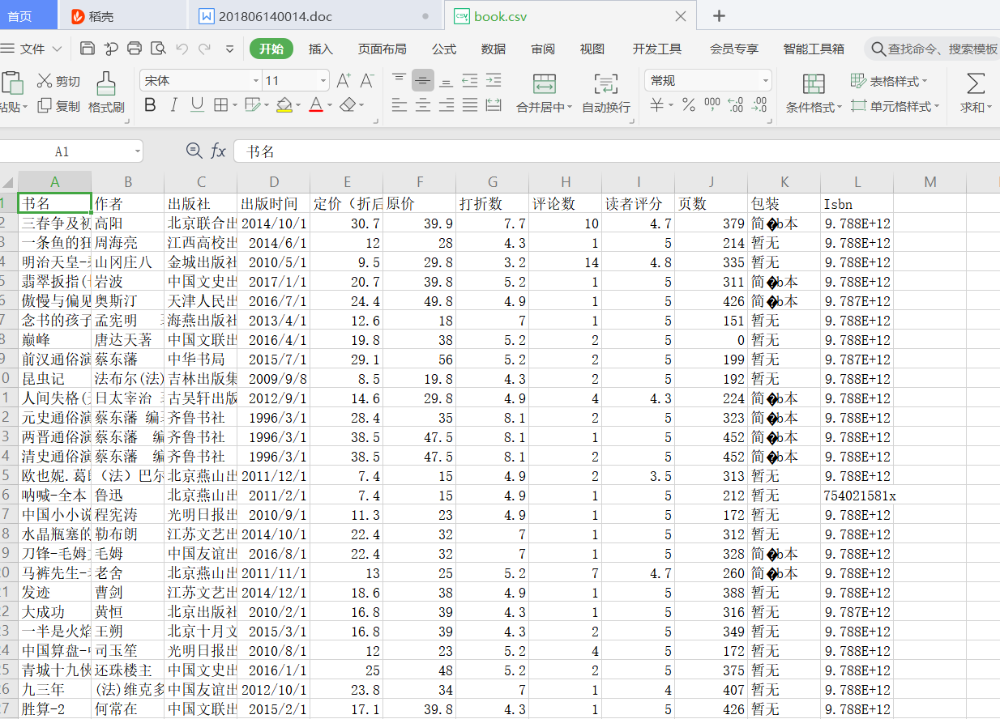 首页 稻壳 201806140014.doc book.csv
文件 开始 插入 页面布局 公式 数据 审阅 视图 开发工具 会员专享 智能工具箱 查找命令、搜索模板
剪切 宋体 11 常规 表格样式
粘贴 复制 格式刷 合并居中 自动换行 条件格式 单元格样式 求和
A1 书名
A B C D E F G H I J K L M
1 书名 作者 出版社 出版时间 定价（折后 原价 打折数 评论数 读者评分 页数 包装 Isbn
2 三春争及初 高阳 北京联合出 2014/10/1 30.7 39.9 7.7 10 4.7 379 简�b本 9.788E+12
3 一条鱼的狂 周海亮 江西高校出 2014/6/1 12 28 4.3 1 5 214 暂无 9.788E+12
4 明治天皇- 山冈庄八 金城出版社 2010/5/1 9.5 29.8 3.2 14 4.8 335 暂无 9.788E+12
5 翡翠扳指( 岩波 中国文史出 2017/1/1 20.7 39.8 5.2 1 5 311 简�b本 9.788E+12
6 傲慢与偏见 奥斯汀 天津人民出 2016/7/1 24.4 49.8 4.9 1 5 426 简�b本 9.787E+12
7 念书的孩子 孟宪明 海燕出版社 2013/4/1 12.6 18 7 1 5 151 暂无 9.788E+12
8 巅峰 唐达天著 中国文联出 2016/4/1 19.8 38 5.2 2 5 0 暂无 9.788E+12
9 前汉通俗演 蔡东藩 中华书局 2015/7/1 29.1 56 5.2 2 5 199 暂无 9.787E+12
0 昆虫记 法布尔(法) 吉林出版集 2009/9/8 8.5 19.8 4.3 2 5 192 暂无 9.788E+12
1 人间失格( 日太宰治 古吴轩出版 2012/9/1 14.6 29.8 4.9 4 4.3 224 简�b本 9.788E+12
2 元史通俗演 蔡东藩 编 齐鲁书社 1996/3/1 28.4 35 8.1 2 5 323 简�b本 9.788E+12
3 两晋通俗演 蔡东藩 编 齐鲁书社 1996/3/1 38.5 47.5 8.1 2 5 452 简�b本 9.788E+12
4 清史通俗演 蔡东藩 编 齐鲁书社 1996/3/1 38.5 47.5 8.1 2 5 452 简�b本 9.788E+12
5 欧也妮.葛 （法）巴尔 北京燕山出 2011/12/1 7.4 15 4.9 2 3.5 313 暂无 9.788E+12
6 呐喊-全本 鲁迅 北京燕山出 2011/2/1 7.4 15 4.9 1 5 212 暂无 754021581x
7 中国小小说 程宪涛 光明日报出 2010/9/1 11.3 23 4.9 1 5 172 暂无 9.788E+12
8 水晶瓶塞的 勒布朗 江苏文艺出 2014/10/1 22.4 32 7 1 5 312 暂无 9.788E+12
9 刀锋-毛姆 毛姆 中国友谊出 2016/8/1 22.4 32 7 1 5 328 简�b本 9.788E+12
20 马裤先生- 老舍 北京燕山出 2011/11/1 13 25 5.2 7 4.7 260 简�b本 9.788E+12
21 发迹 曹剑 江苏文艺出 2014/12/1 18.6 38 4.9 1 5 388 暂无 9.788E+12
22 大成功 黄恒 北京出版社 2010/2/1 16.8 39 4.3 1 5 316 暂无 9.787E+12
23 一半是火焰 王朔 北京十月文 2015/3/1 16.8 39 4.3 2 5 349 暂无 9.788E+12
24 中国算盘- 司玉笙 光明日报出 2010/8/1 12 23 5.2 4 5 172 暂无 9.788E+12
25 青城十九侠 还珠楼主 中国文史出 2016/1/1 25 48 5.2 2 5 375 暂无 9.788E+12
26 九三年 (法)维克多 中国友谊出 2012/10/1 23.8 34 7 1 4 407 暂无 9.788E+12
27 胜算-2 何常在 中国文联出 2015/2/1 17.1 39.8 4.3 1 5 426 暂无 9.788E+12